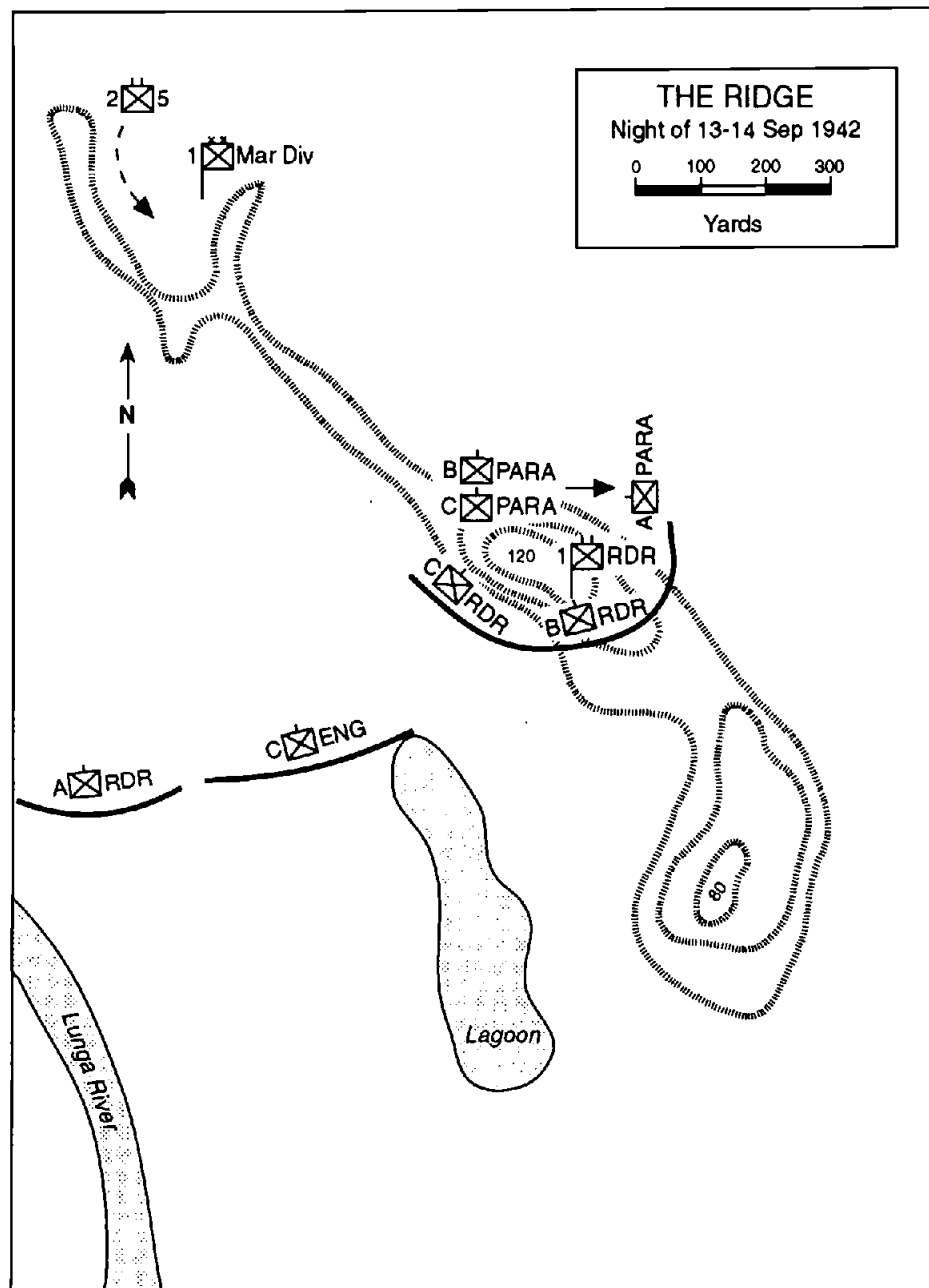 THE RIDGE
Night of 13-14 Sep 1942
0 100 200 300
Yards
2 5
1 Mar Div
N
B PARA
C PARA
A PARA
120
1 RDR
C RDR
B RDR
C ENG
A RDR
80
Lagoon
Lunga River